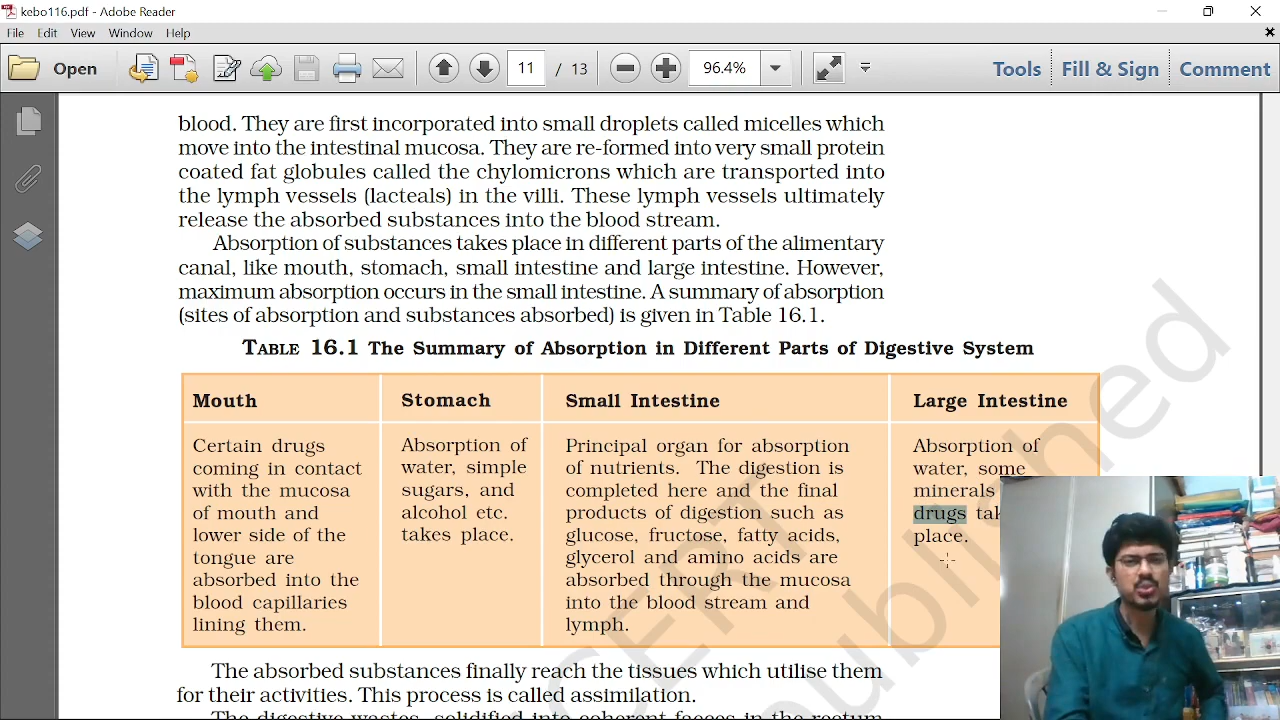 kebo116.pdf - Adobe Reader
File Edit View Window Help
Open 11 / 13 96.4% Tools Fill & Sign Comment
blood. They are first incorporated into small droplets called micelles which
move into the intestinal mucosa. They are re-formed into very small protein
coated fat globules called the chylomicrons which are transported into
the lymph vessels (lacteals) in the villi. These lymph vessels ultimately
release the absorbed substances into the blood stream.
Absorption of substances takes place in different parts of the alimentary
canal, like mouth, stomach, small intestine and large intestine. However,
maximum absorption occurs in the small intestine. A summary of absorption
(sites of absorption and substances absorbed) is given in Table 16.1.
TABLE 16.1 The Summary of Absorption in Different Parts of Digestive System
Mouth
Certain drugs
coming in contact
with the mucosa
of mouth and
lower side of the
tongue are
absorbed into the
blood capillaries
lining them.
Stomach
Absorption of
water, simple
sugars, and
alcohol etc.
takes place.
Small Intestine
Principal organ for absorption
of nutrients. The digestion is
completed here and the final
products of digestion such as
glucose, fructose, fatty acids,
glycerol and amino acids are
absorbed through the mucosa
into the blood stream and
lymph.
Large Intestine
Absorption of
water, some
minerals
drugs
place.
The absorbed substances finally reach the tissues which utilise them
for their activities. This process is called assimilation.
The digestive wastes, solidified into coherent faeces in the rectum
NCERT
published